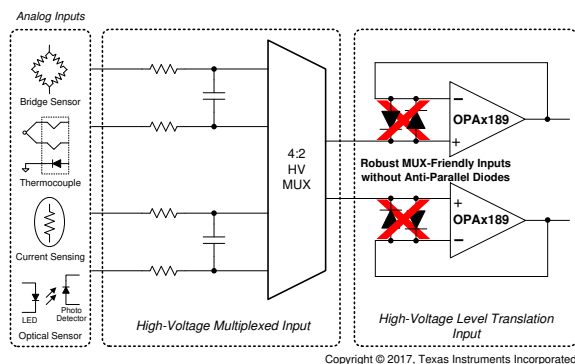 Analog Inputs
Bridge Sensor
Thermocouple
Current Sensing
LED
Photo
Detector
Optical Sensor
4:2
HV
MUX
High-Voltage Multiplexed Input
−
OPAx189
+
Robust MUX-Friendly Inputs
without Anti-Parallel Diodes
+
OPAx189
−
High-Voltage Level Translation
Input
Copyright © 2017, Texas Instruments Incorporated